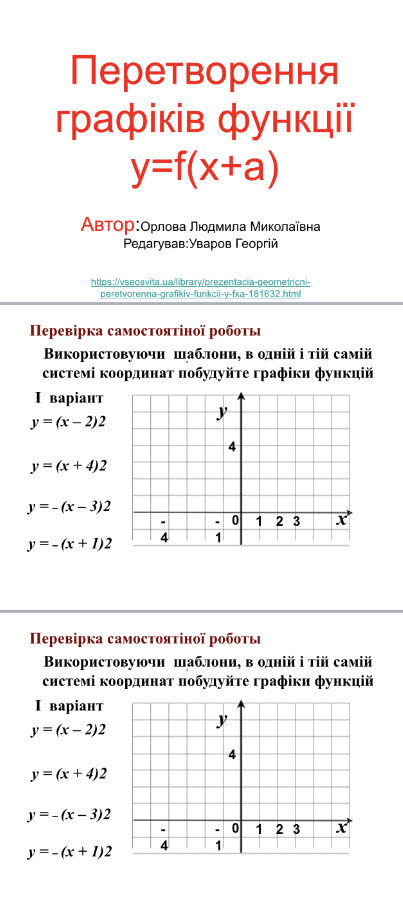 Перетворення
графіків функції
y=f(x+a)
Автор:Орлова Людмила Миколаївна
Редагував:Уваров Георгій
https://vseosvita.ua/library/prezentacia-geometricni-
peretvorenna-grafikiv-funkcii-y-fxa-181632.html
Перевірка самостоятіної роботы
Використовуючи шаблони, в одній і тій самій
системі координат побудуйте графіки функцій
І варіант
y = (x – 2)2
y = (x + 4)2
y = – (x – 3)2
y = – (x + 1)2
y
4
- - 0 1 2 3 x
4 1
Перевірка самостоятіної роботы
Використовуючи шаблони, в одній і тій самій
системі координат побудуйте графіки функцій
І варіант
y = (x – 2)2
y = (x + 4)2
y = – (x – 3)2
y = – (x + 1)2
y
4
- - 0 1 2 3 x
4 1